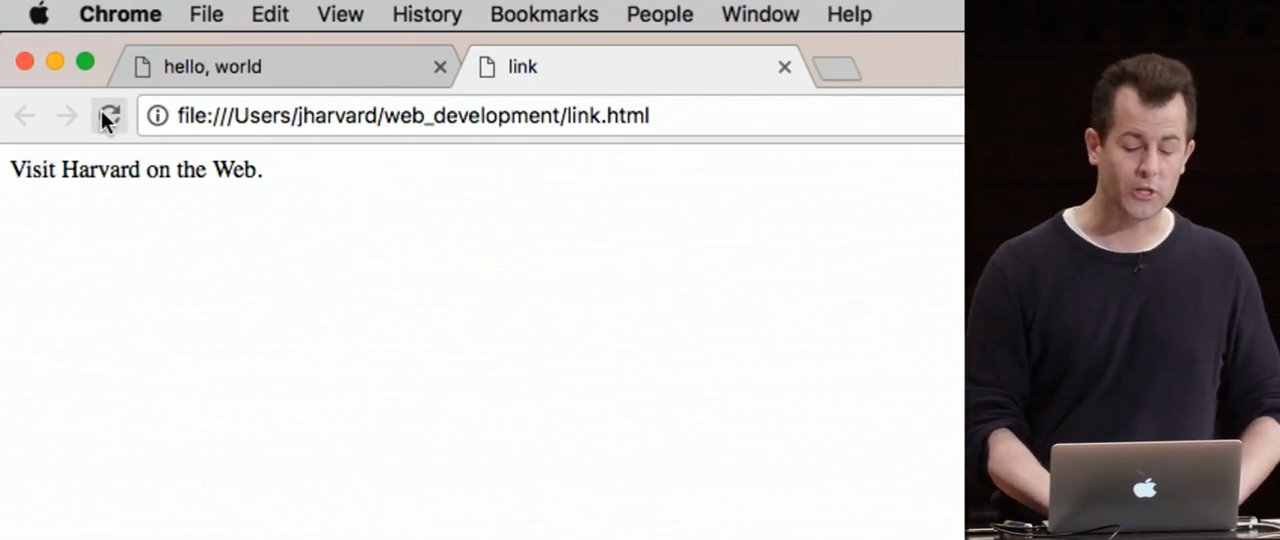 Chrome File Edit View History Bookmarks People Window Help
hello, world link
file:///Users/jharvard/web_development/link.html
Visit Harvard on the Web.